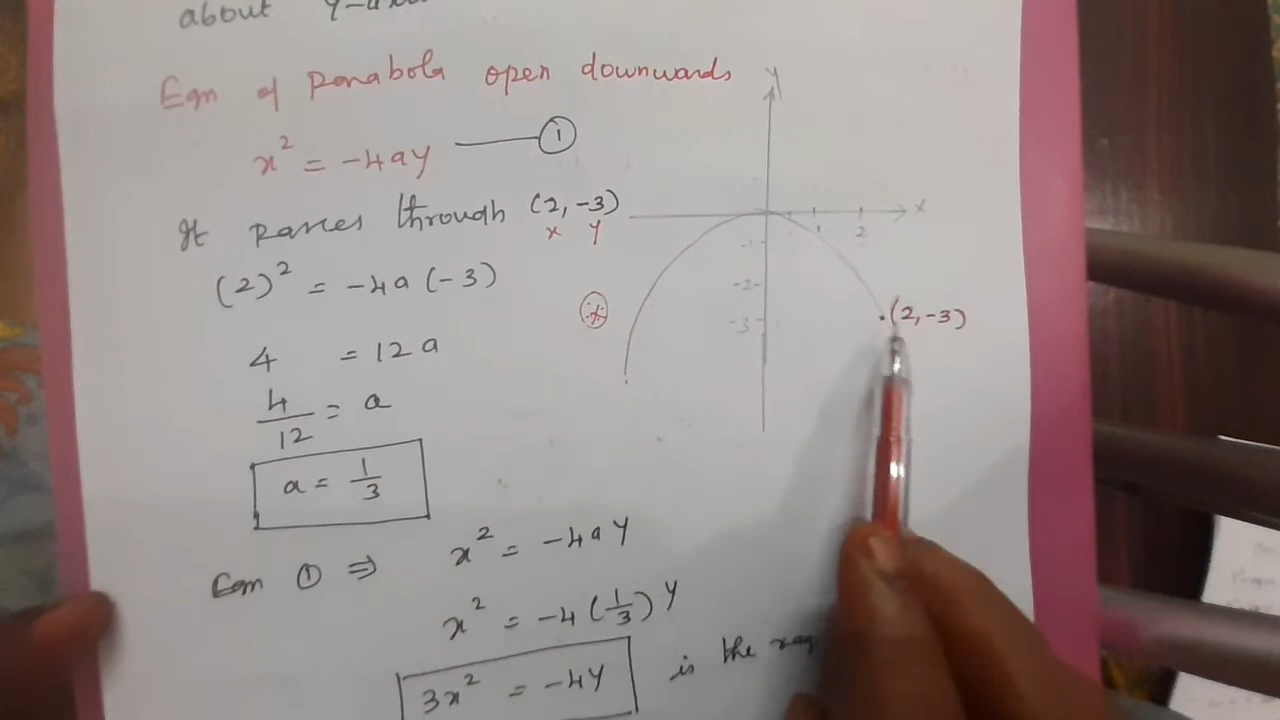 about Y-axis
Eqn of Parabola open downwards
x² = -4ay ——— ①
It passes through (2, -3)
x y
(2)² = -4a (-3)
4 = 12a
4/12 = a
a = 1/3
Eqn ① ⇒ x² = -4ay
x² = -4 (1/3) y
3x² = -4y is the
y
x
1 2
-1
-2
-3
(2, -3)